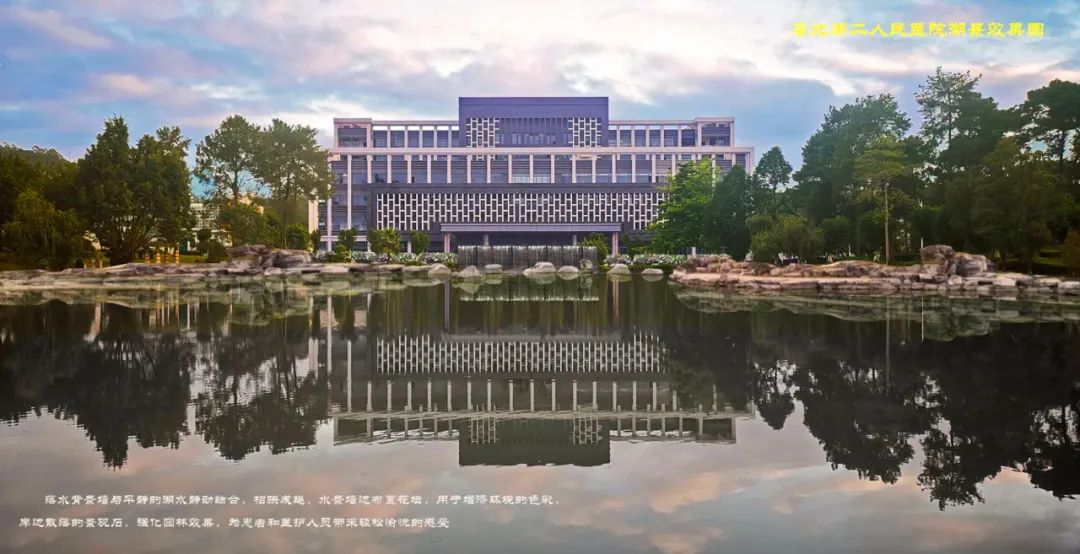 粤北第二人民医院湖景效果图
落水背景墙与平静的湖水静动结合，相映成趣，水景墙边布置花坛，用于增添环境的色彩。
岸边散落的景观石，强化园林效果，为患者和医护人员带来轻松愉悦的感受